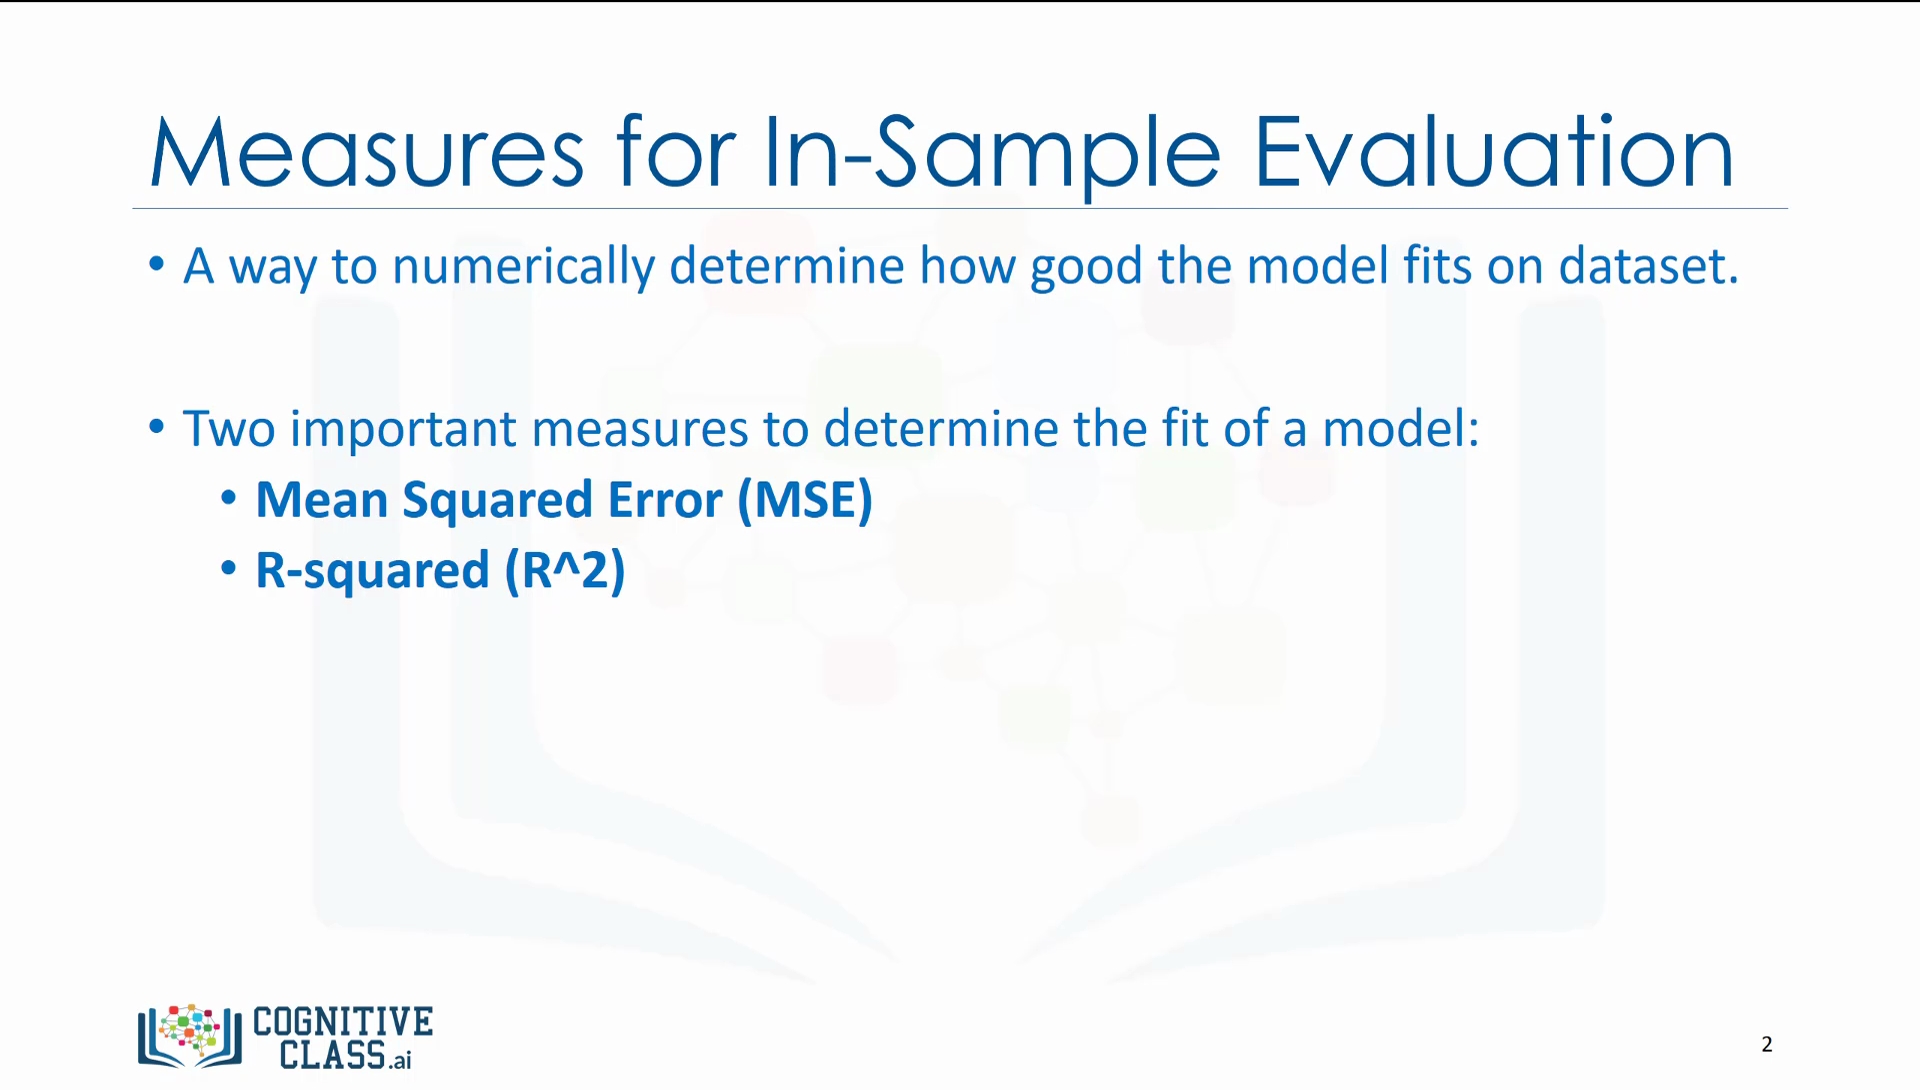 Measures for In-Sample Evaluation
• A way to numerically determine how good the model fits on dataset.
• Two important measures to determine the fit of a model:
• Mean Squared Error (MSE)
• R-squared (R^2)
COGNITIVE
CLASS.ai
2